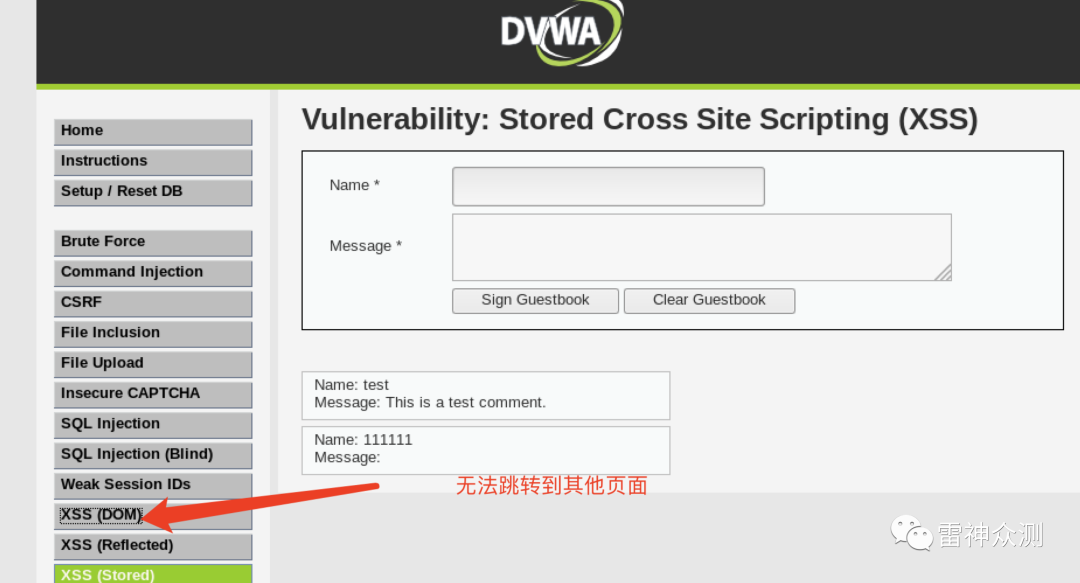 DVWA
Vulnerability: Stored Cross Site Scripting (XSS)
Home
Instructions
Setup / Reset DB
Brute Force
Command Injection
CSRF
File Inclusion
File Upload
Insecure CAPTCHA
SQL Injection
SQL Injection (Blind)
Weak Session IDs
XSS (DOM)
XSS (Reflected)
XSS (Stored)
Name *
Message *
Sign Guestbook
Clear Guestbook
Name: test
Message: This is a test comment.
Name: 111111
Message:
无法跳转到其他页面
雷神众测